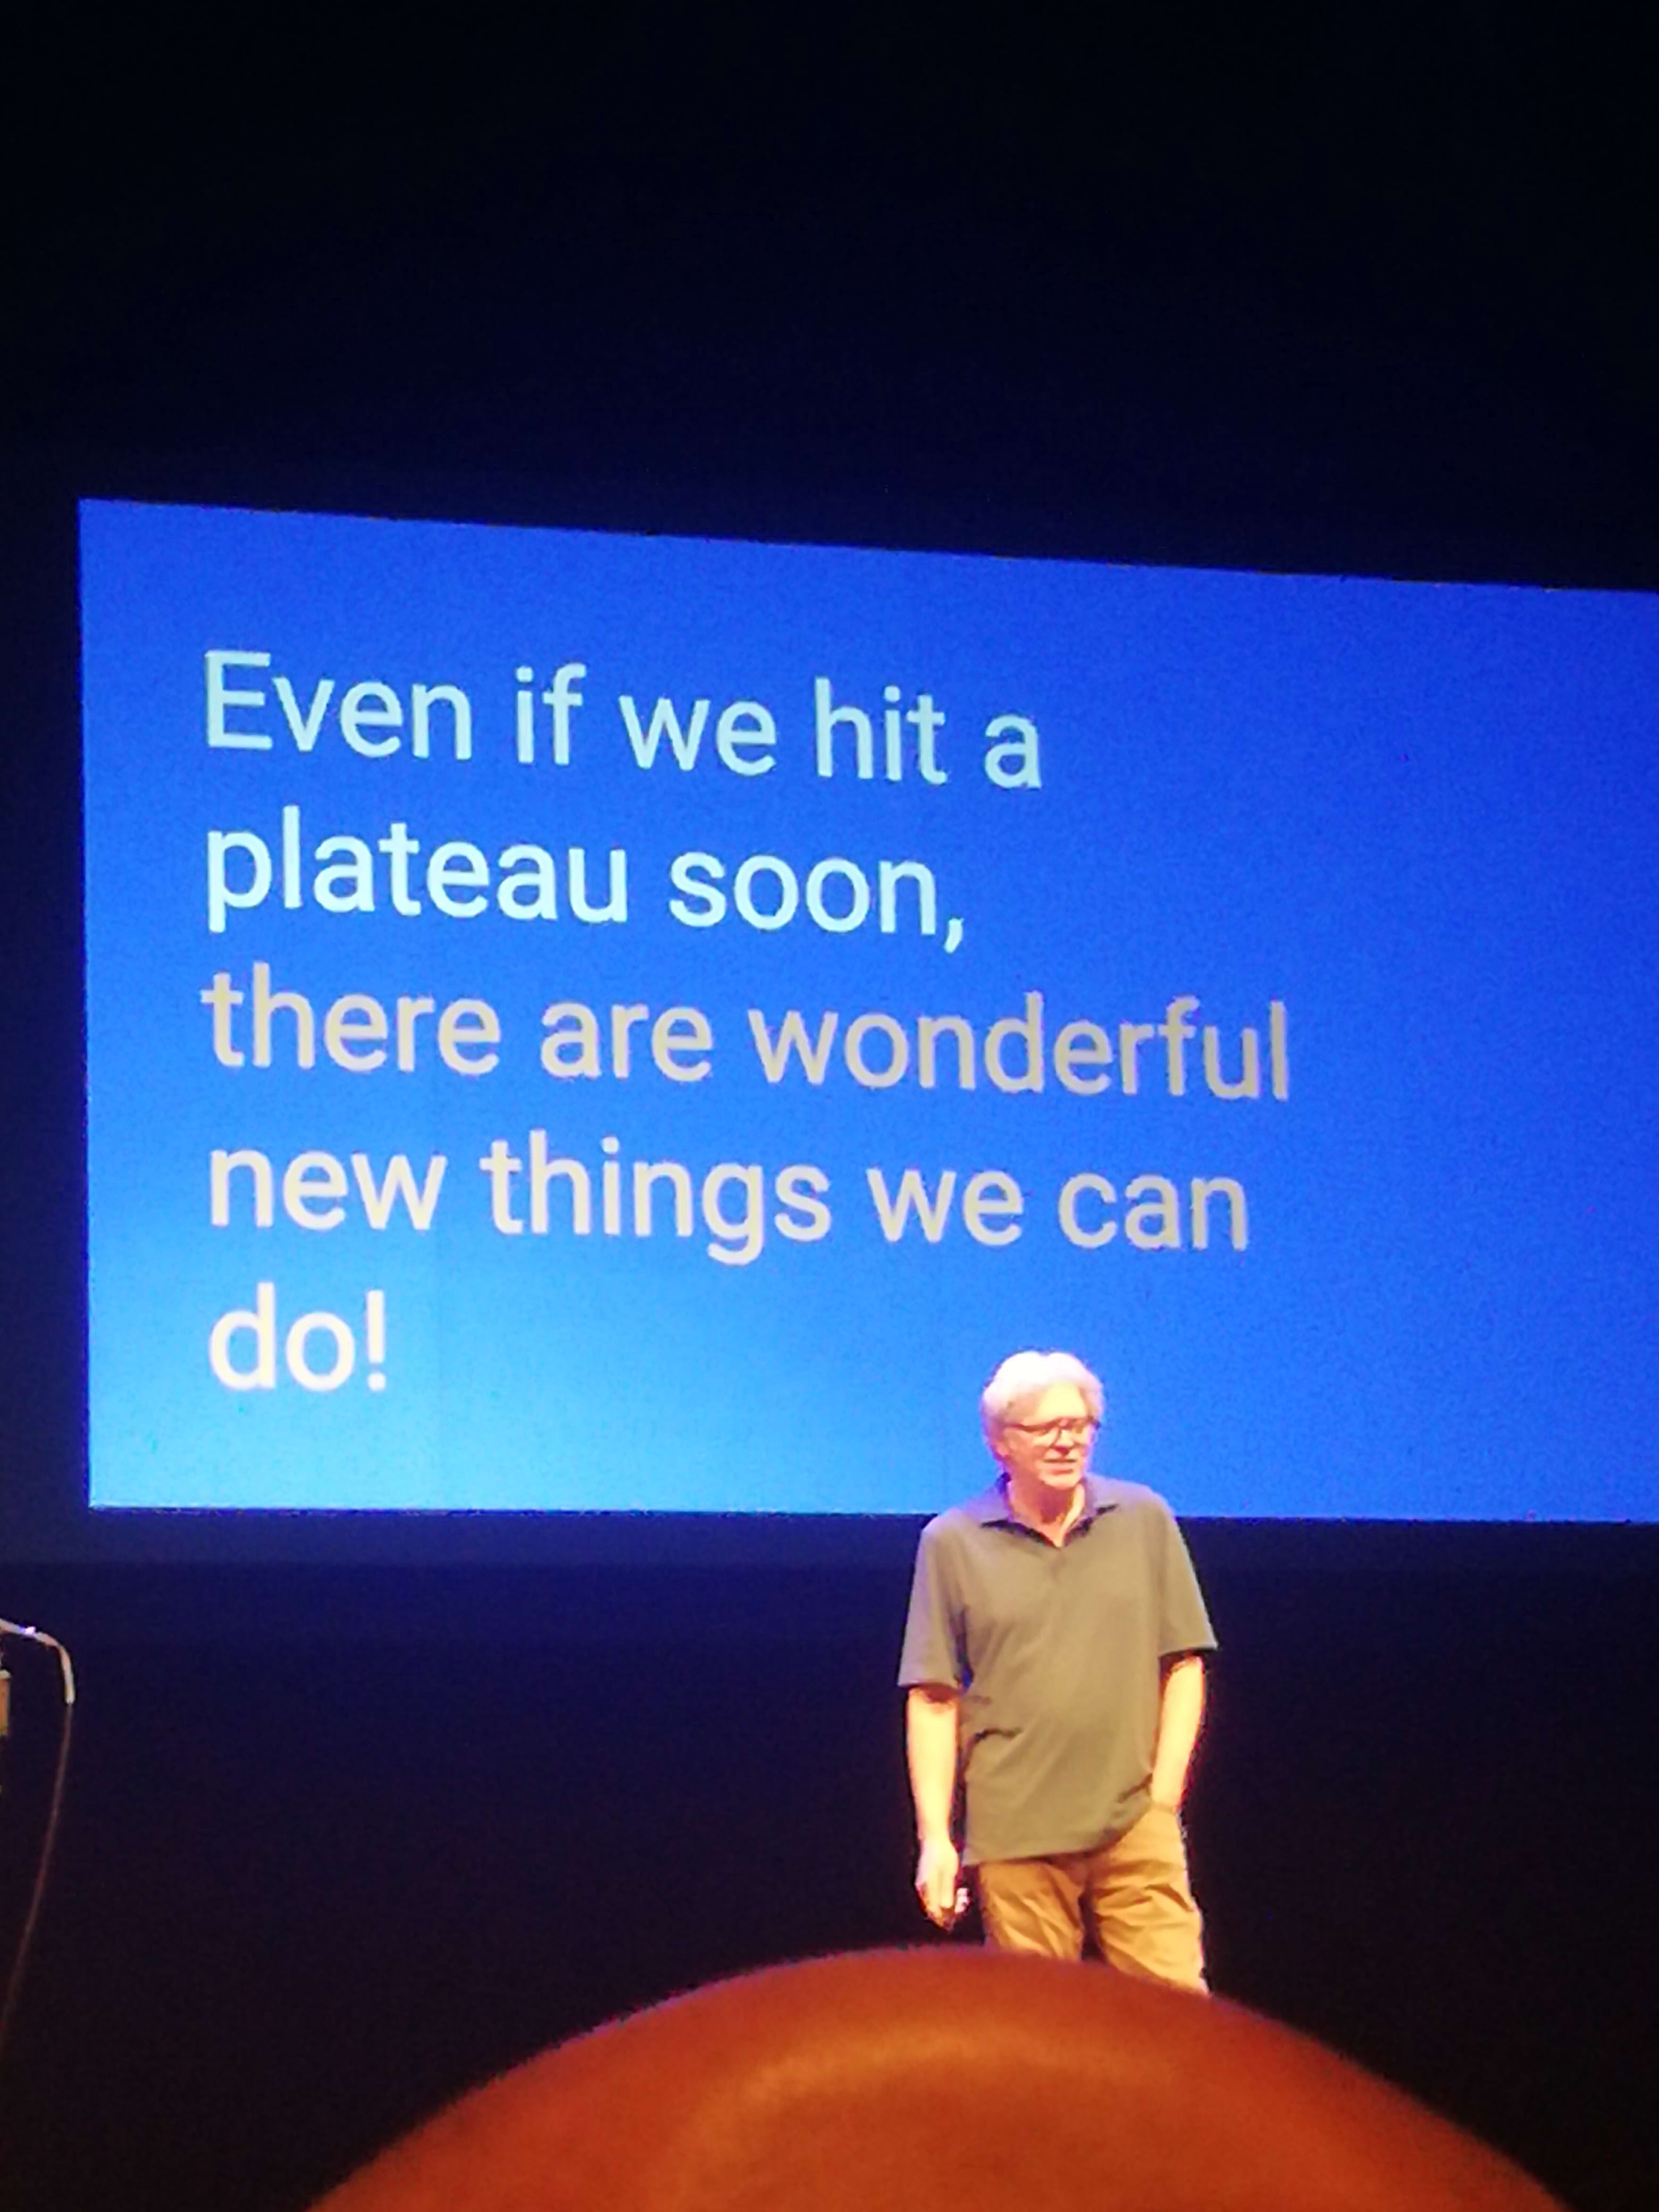 Even if we hit a
plateau soon,
there are wonderful
new things we can
do!